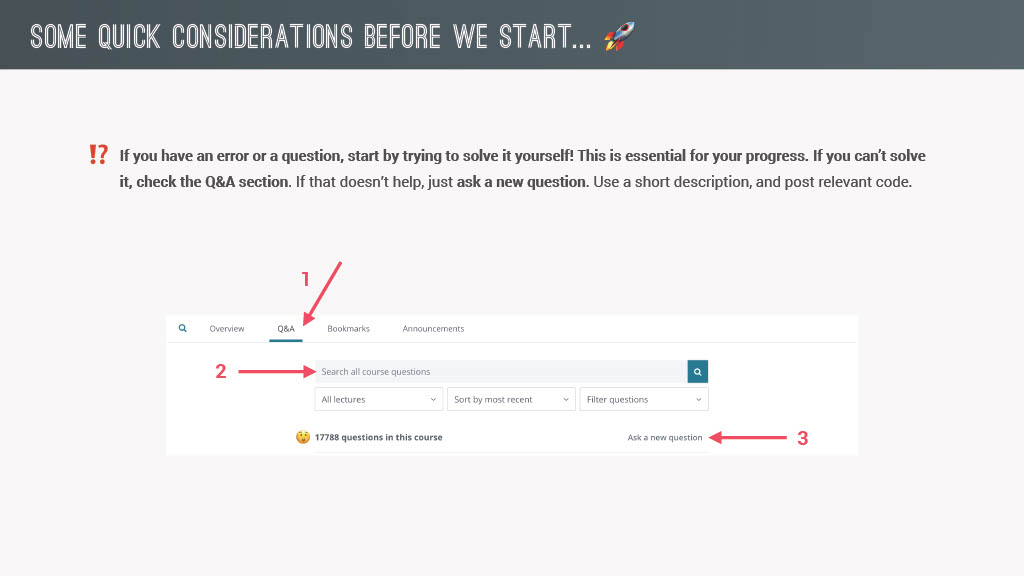 SOME QUICK CONSIDERATIONS BEFORE WE START... 🚀
⁉️ If you have an error or a question, start by trying to solve it yourself! This is essential for your progress. If you can’t solve
it, check the Q&A section. If that doesn’t help, just ask a new question. Use a short description, and post relevant code.
1
Overview Q&A Bookmarks Announcements
2 Search all course questions
All lectures Sort by most recent Filter questions
😲 17788 questions in this course Ask a new question 3